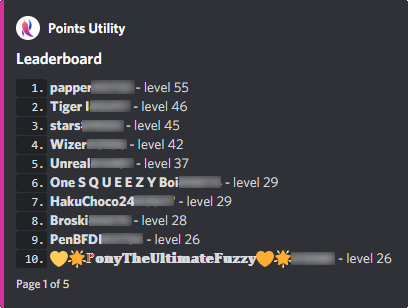 Points Utility
Leaderboard
1. papper - level 55
2. Tiger - level 46
3. stars - level 45
4. Wizer - level 42
5. Unreal - level 37
6. One S Q U E E Z Y Boi - level 29
7. HakuChoco24 - level 29
8. Broski - level 28
9. PenBFDI - level 26
10. 💛🌟ℙ𝕠𝕟𝕪𝕋𝕙𝕖𝕌𝕝𝕥𝕚𝕞𝕒𝕥𝕖𝔽𝕦𝕫𝕫𝕪🧡🌟 - level 26
Page 1 of 5